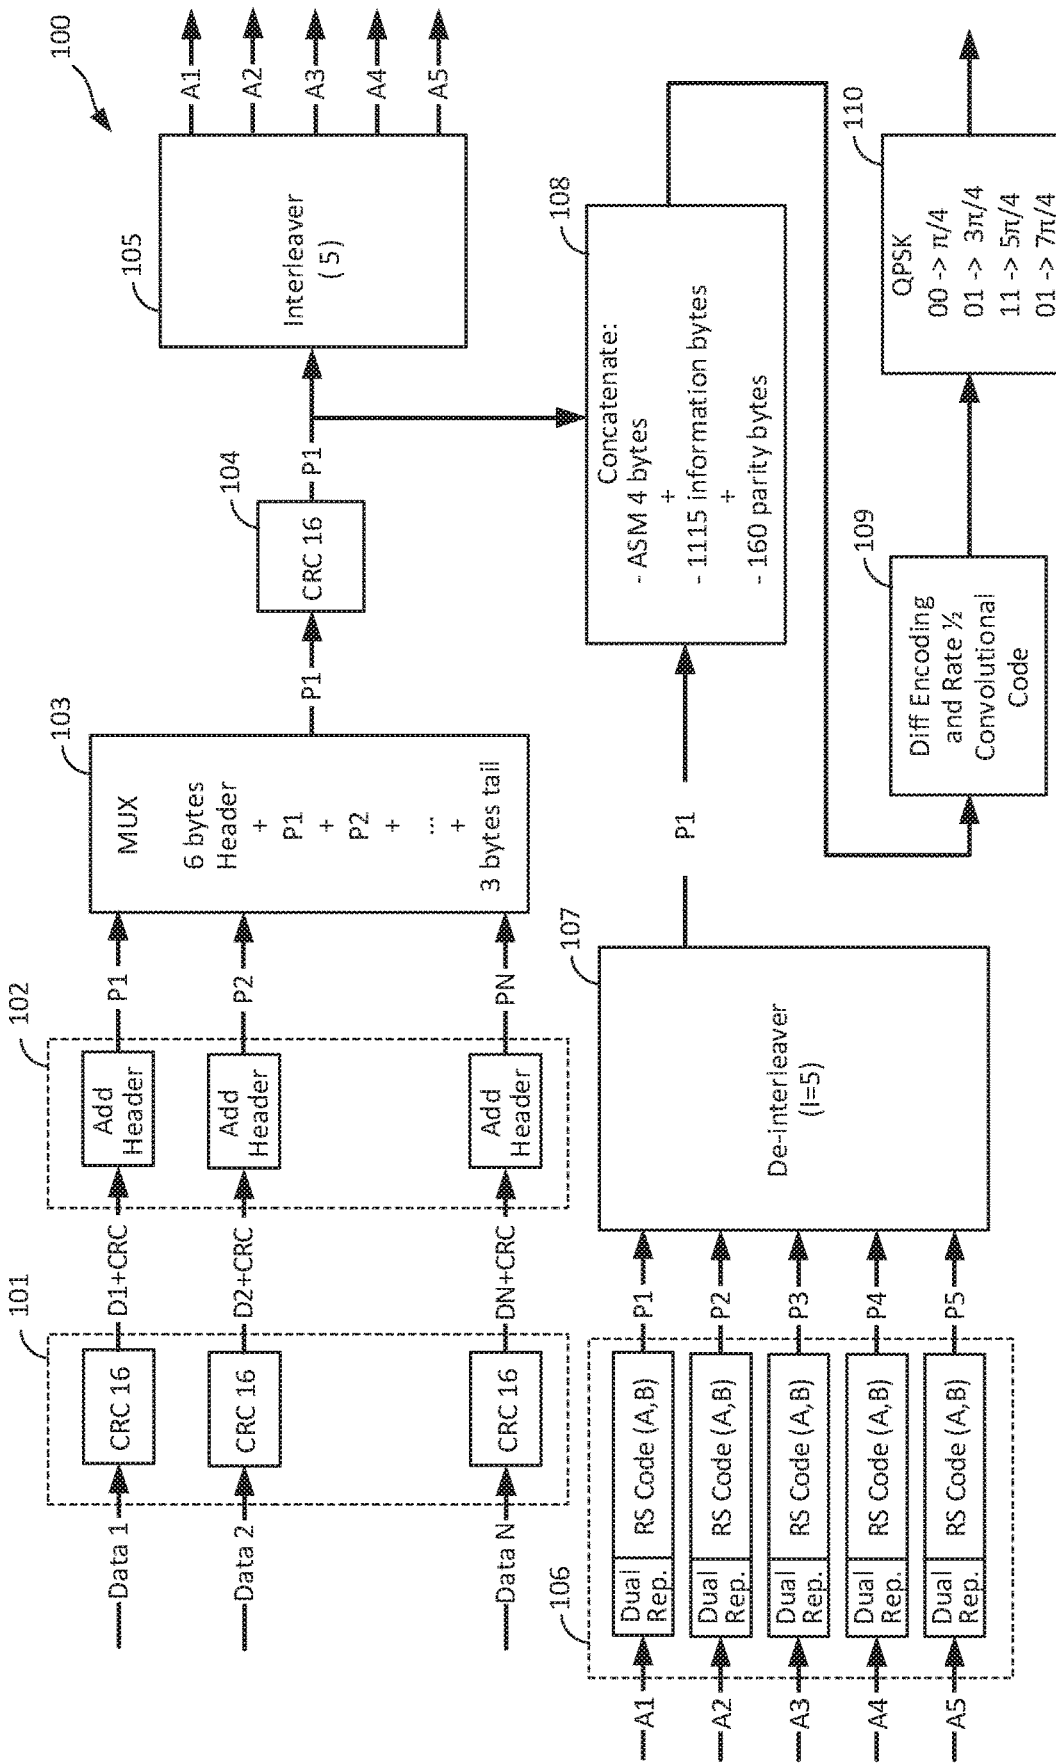 100
101
102
103
104
105
Data 1
CRC 16
D1+CRC
Add
Header
P1
Data 2
CRC 16
D2+CRC
Add
Header
P2
Data N
CRC 16
DN+CRC
Add
Header
PN
MUX
6 bytes
Header
+
P1
+
P2
+
...
+
3 bytes tail
P1
CRC 16
P1
Interleaver
(5)
A1
A2
A3
A4
A5
106
107
108
109
110
A1
Dual
Rep.
RS Code (A,B)
P1
A2
Dual
Rep.
RS Code (A,B)
P2
A3
Dual
Rep.
RS Code (A,B)
P3
A4
Dual
Rep.
RS Code (A,B)
P4
A5
Dual
Rep.
RS Code (A,B)
P5
De-interleaver
(I=5)
P1
Concatenate:
- ASM 4 bytes
+
- 1115 information bytes
+
- 160 parity bytes
Diff Encoding
and Rate ½
Convolutional
Code
QPSK
00 -> π/4
01 -> 3π/4
11 -> 5π/4
01 -> 7π/4